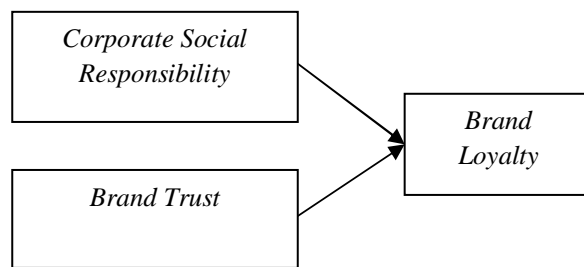 Corporate Social
Responsibility
Brand
Loyalty
Brand Trust